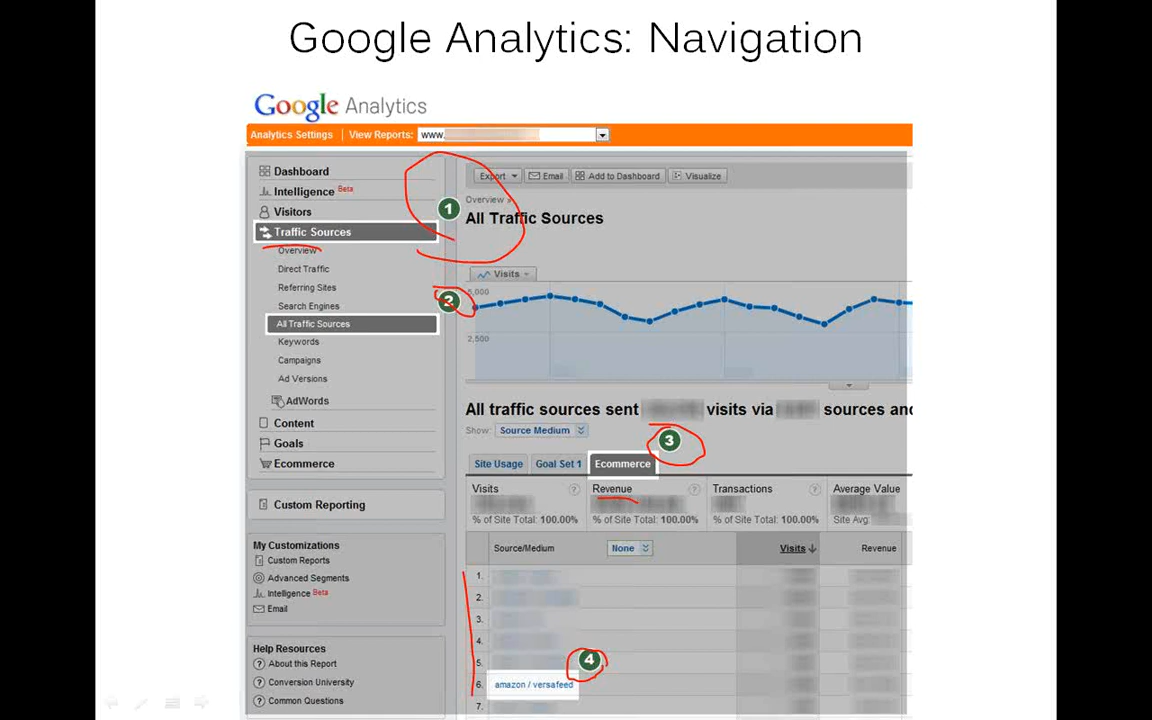 Google Analytics: Navigation
Google Analytics
Analytics Settings | View Reports: www.
Dashboard
Intelligence Beta
Visitors
Traffic Sources
Overview
Direct Traffic
Referring Sites
Search Engines
All Traffic Sources
Keywords
Campaigns
Ad Versions
AdWords
Content
Goals
Ecommerce
Custom Reporting
My Customizations
Custom Reports
Advanced Segments
Intelligence Beta
Email
Help Resources
About this Report
Conversion University
Common Questions
Export Email Add to Dashboard Visualize
1
Overview »
All Traffic Sources
Visits
2
5,000
2,500
All traffic sources sent visits via sources and
Show: Source Medium
3
Site Usage Goal Set 1 Ecommerce
Visits Revenue Transactions Average Value
% of Site Total: 100.00% % of Site Total: 100.00% % of Site Total: 100.00% Site Avg:
Source/Medium None Visits Revenue
1.
2.
3.
4.
5.
4
6. amazon / versafeed
7.